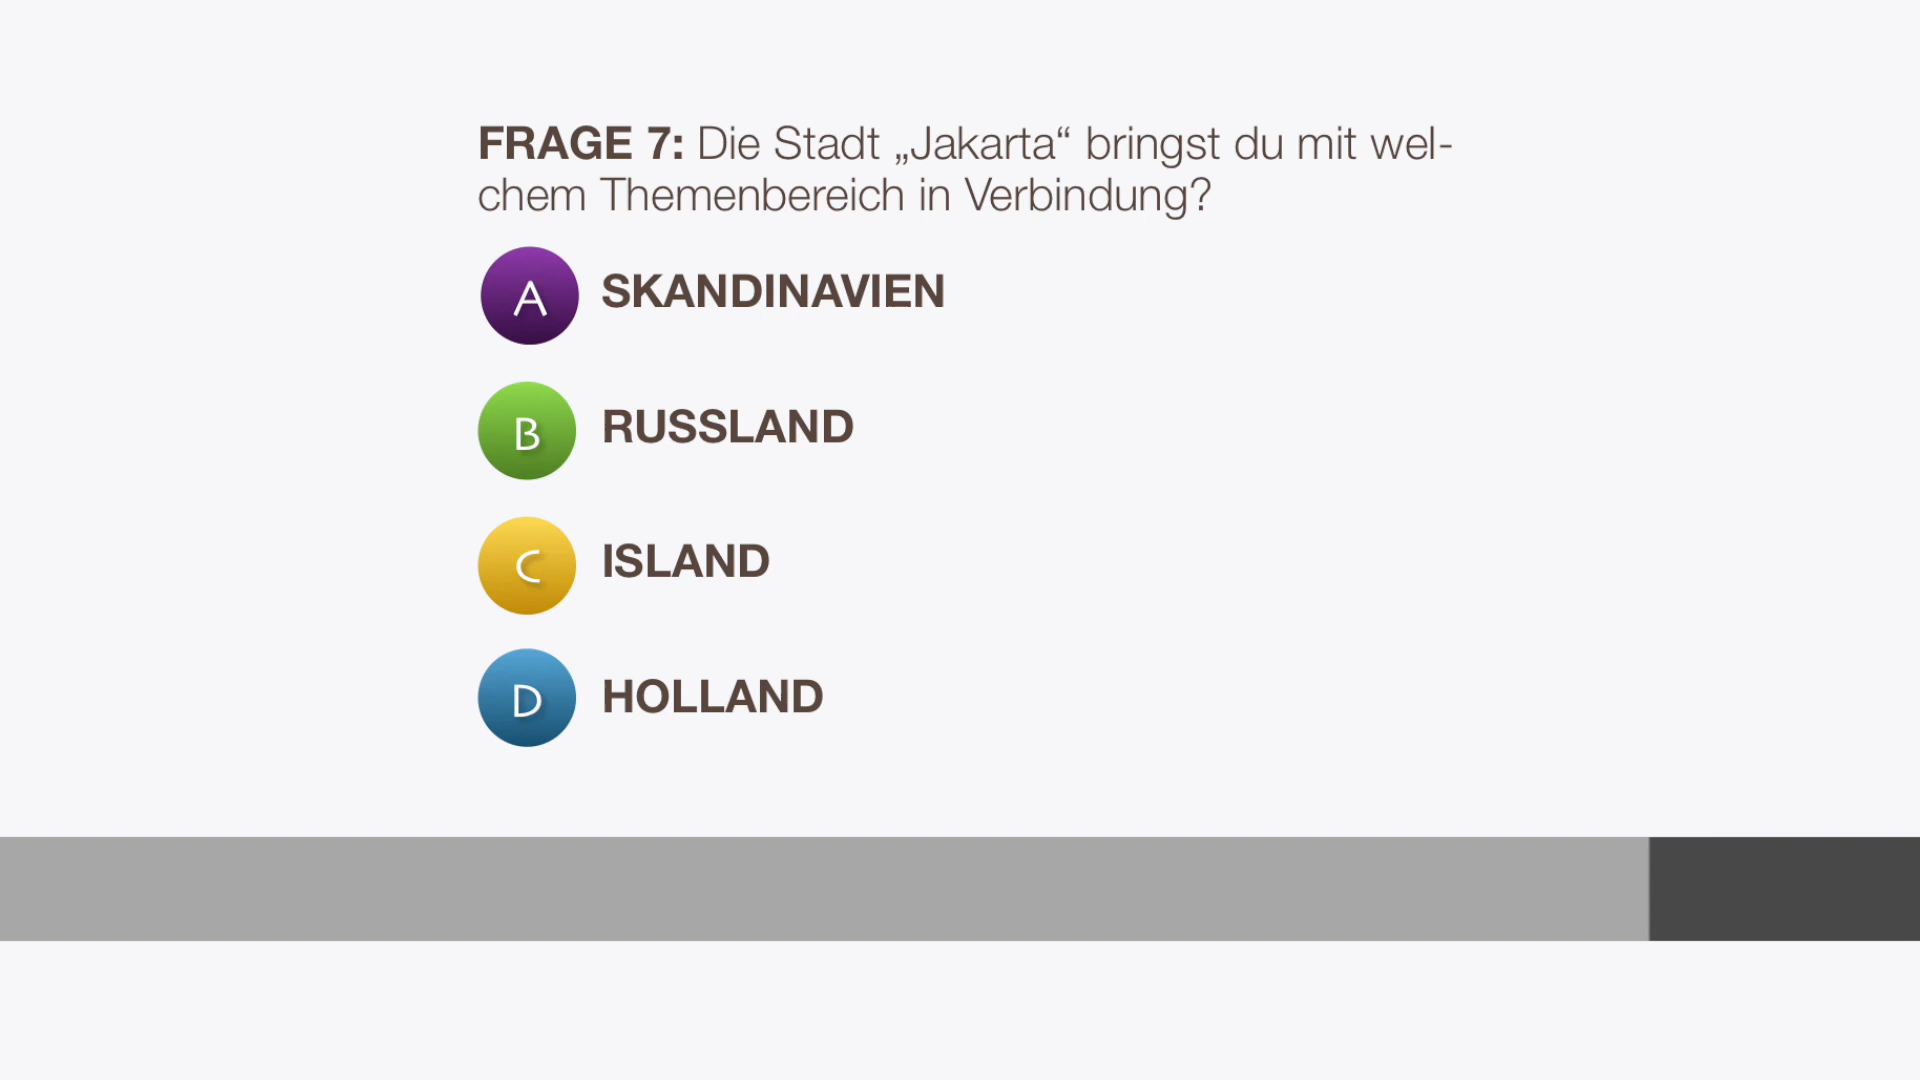 FRAGE 7: Die Stadt „Jakarta“ bringst du mit wel-
chem Themenbereich in Verbindung?
A SKANDINAVIEN
B RUSSLAND
C ISLAND
D HOLLAND